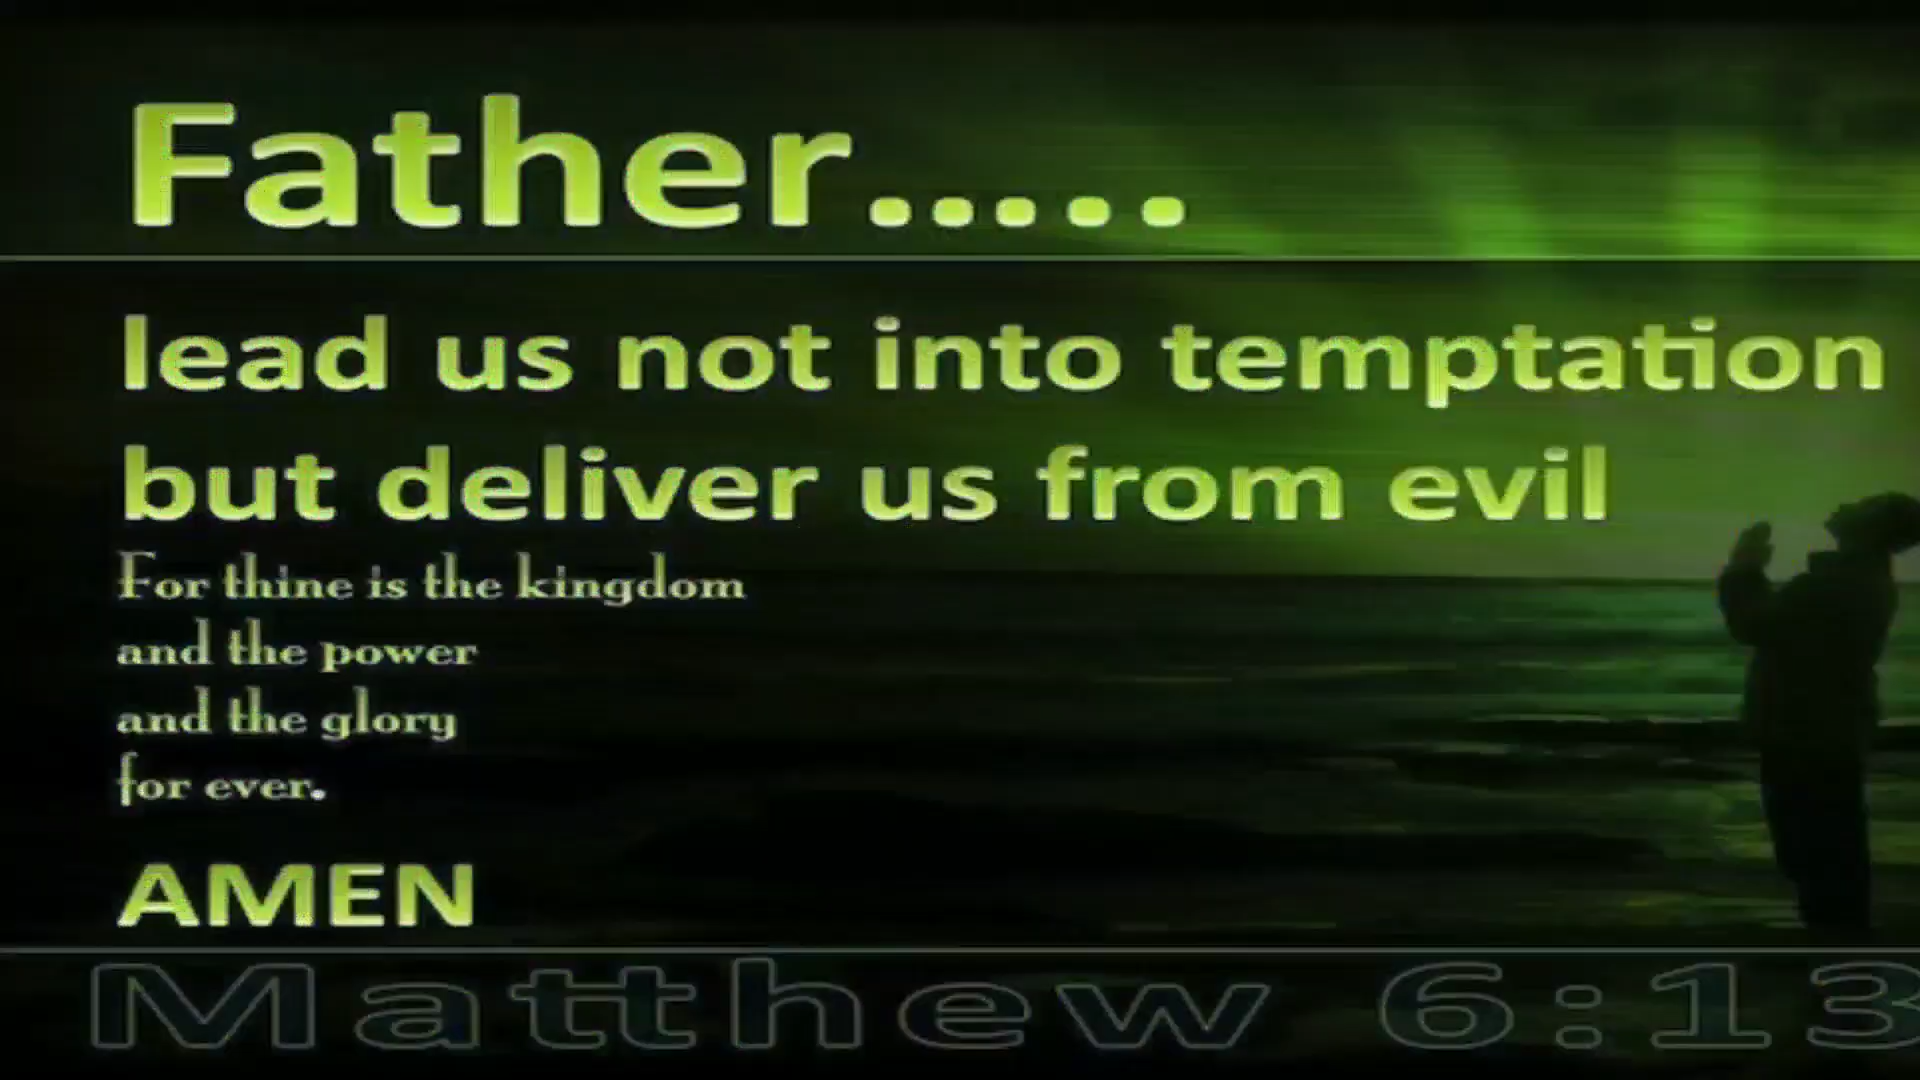 Father.....
lead us not into temptation
but deliver us from evil
For thine is the kingdom
and the power
and the glory
for ever.
AMEN
Matthew 6:13